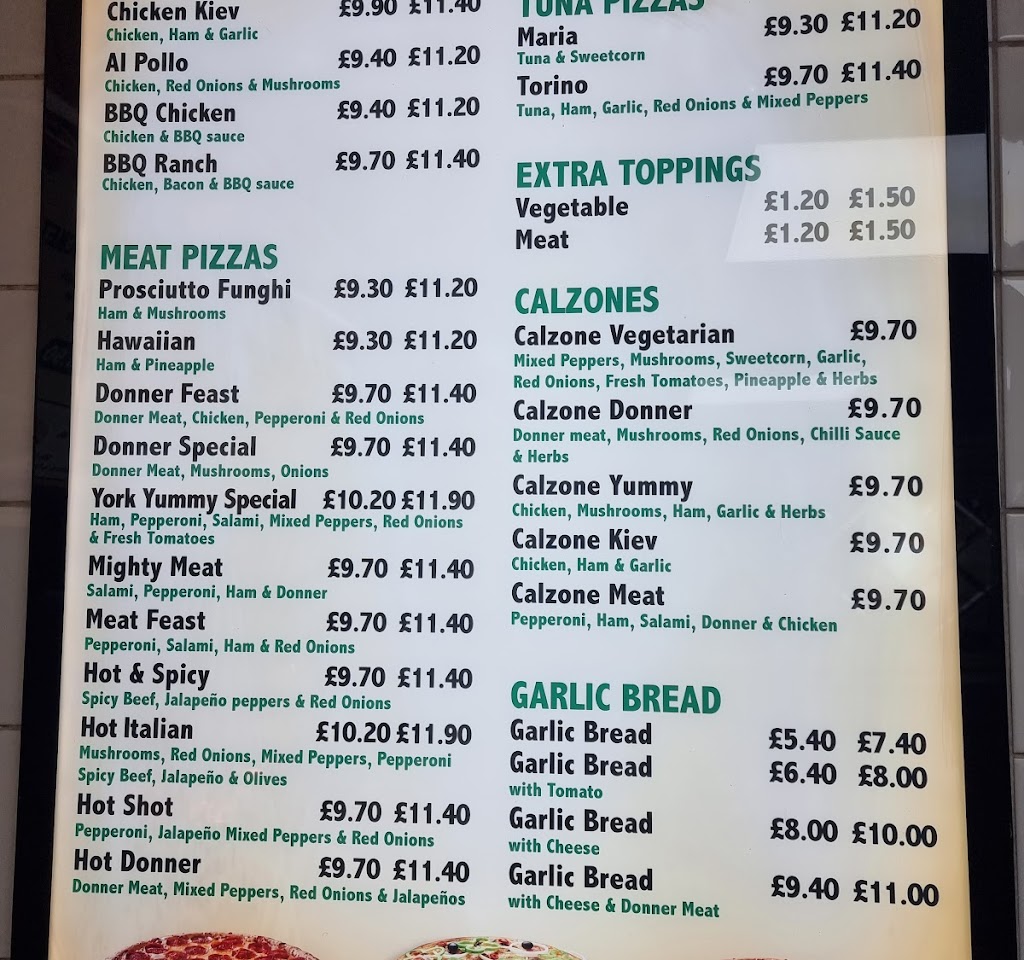 Chicken Kiev £9.90 £11.40
Chicken, Ham & Garlic
Al Pollo £9.40 £11.20
Chicken, Red Onions & Mushrooms
BBQ Chicken £9.40 £11.20
Chicken & BBQ sauce
BBQ Ranch £9.70 £11.40
Chicken, Bacon & BBQ sauce
MEAT PIZZAS
Prosciutto Funghi £9.30 £11.20
Ham & Mushrooms
Hawaiian £9.30 £11.20
Ham & Pineapple
Donner Feast £9.70 £11.40
Donner Meat, Chicken, Pepperoni & Red Onions
Donner Special £9.70 £11.40
Donner Meat, Mushrooms, Onions
York Yummy Special £10.20 £11.90
Ham, Pepperoni, Salami, Mixed Peppers, Red Onions
& Fresh Tomatoes
Mighty Meat £9.70 £11.40
Salami, Pepperoni, Ham & Donner
Meat Feast £9.70 £11.40
Pepperoni, Salami, Ham & Red Onions
Hot & Spicy £9.70 £11.40
Spicy Beef, Jalapeño peppers & Red Onions
Hot Italian £10.20 £11.90
Mushrooms, Red Onions, Mixed Peppers, Pepperoni
Spicy Beef, Jalapeño & Olives
Hot Shot £9.70 £11.40
Pepperoni, Jalapeño Mixed Peppers & Red Onions
Hot Donner £9.70 £11.40
Donner Meat, Mixed Peppers, Red Onions & Jalapeños
TUNA PIZZAS
Maria £9.30 £11.20
Tuna & Sweetcorn
Torino £9.70 £11.40
Tuna, Ham, Garlic, Red Onions & Mixed Peppers
EXTRA TOPPINGS
Vegetable £1.20 £1.50
Meat £1.20 £1.50
CALZONES
Calzone Vegetarian £9.70
Mixed Peppers, Mushrooms, Sweetcorn, Garlic,
Red Onions, Fresh Tomatoes, Pineapple & Herbs
Calzone Donner £9.70
Donner meat, Mushrooms, Red Onions, Chilli Sauce
& Herbs
Calzone Yummy £9.70
Chicken, Mushrooms, Ham, Garlic & Herbs
Calzone Kiev £9.70
Chicken, Ham & Garlic
Calzone Meat £9.70
Pepperoni, Ham, Salami, Donner & Chicken
GARLIC BREAD
Garlic Bread £5.40 £7.40
Garlic Bread £6.40 £8.00
with Tomato
Garlic Bread £8.00 £10.00
with Cheese
Garlic Bread £9.40 £11.00
with Cheese & Donner Meat